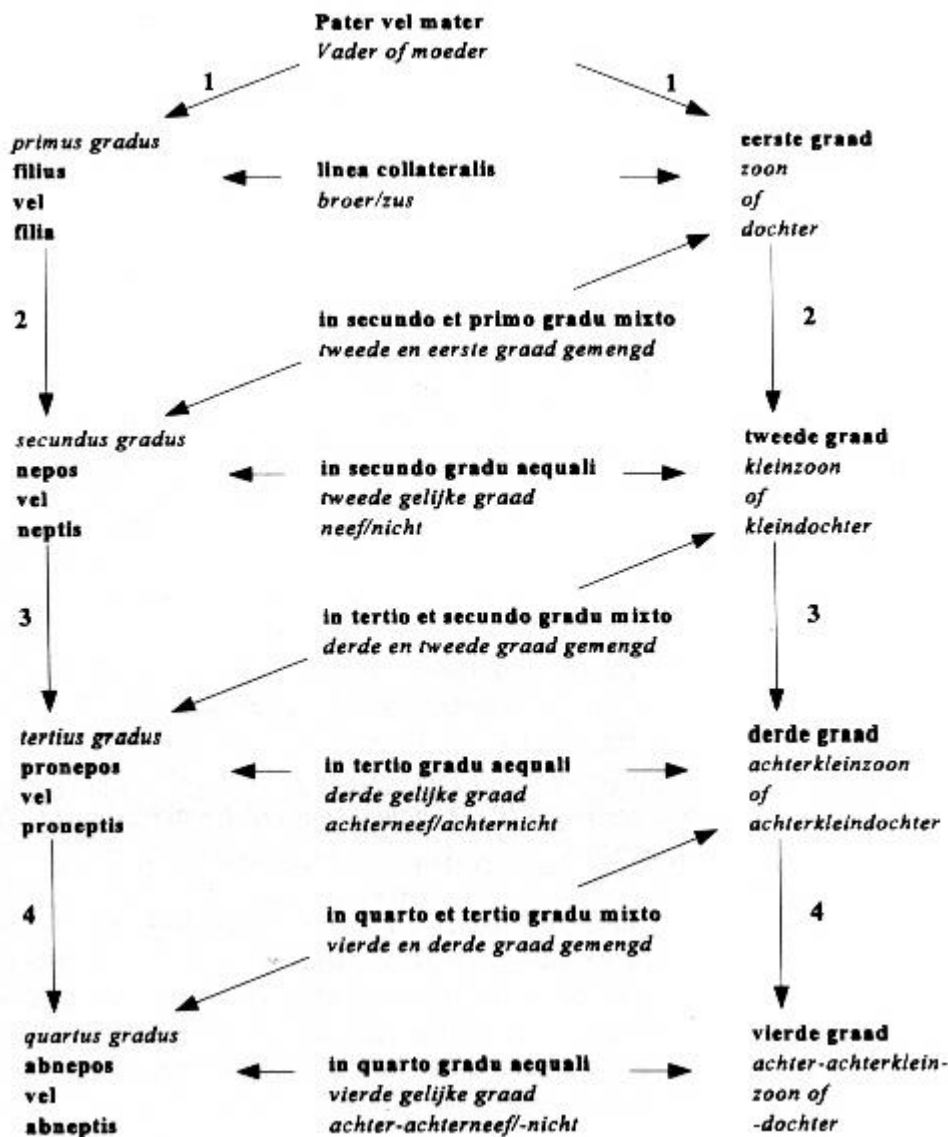 Pater vel mater
Vader of moeder
1
1
primus gradus
filius
vel
filia
linea collateralis
broer/zus
eerste graad
zoon
of
dochter
2
in secundo et primo gradu mixto
tweede en eerste graad gemengd
2
secundus gradus
nepos
vel
neptis
in secundo gradu aequali
tweede gelijke graad
neef/nicht
tweede graad
kleinzoon
of
kleindochter
3
in tertio et secundo gradu mixto
derde en tweede graad gemengd
3
tertius gradus
pronepos
vel
proneptis
in tertio gradu aequali
derde gelijke graad
achterneef/achternicht
derde graad
achterkleinzoon
of
achterkleindochter
4
in quarto et tertio gradu mixto
vierde en derde graad gemengd
4
quartus gradus
abnepos
vel
abneptis
in quarto gradu aequali
vierde gelijke graad
achter-achterneef/-nicht
vierde graad
achter-achterklein-
zoon of
-dochter